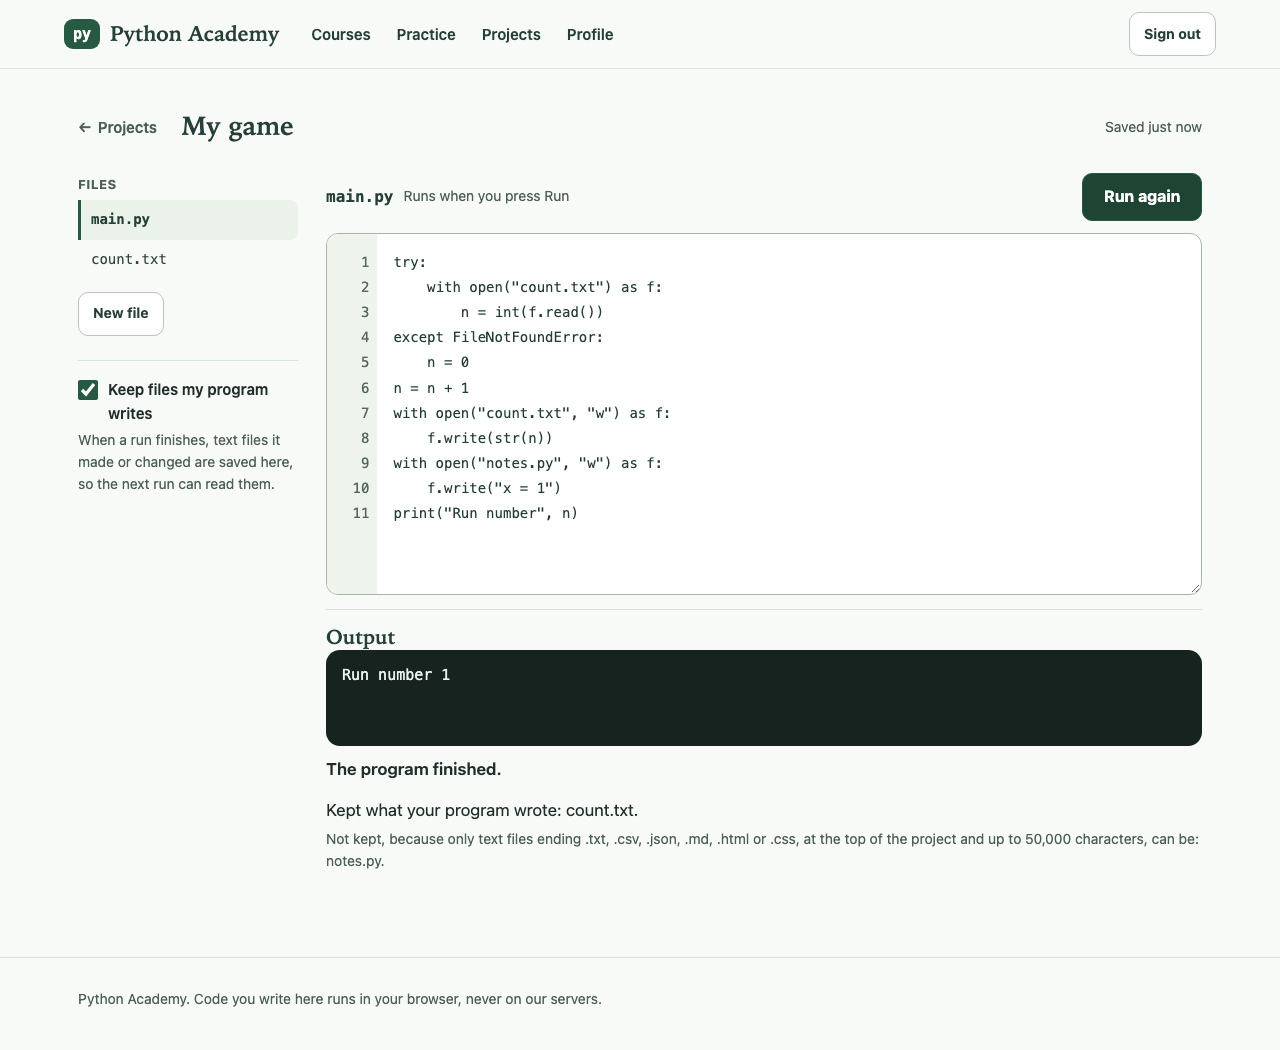 py Python Academy Courses Practice Projects Profile Sign out
← Projects My game Saved just now
FILES
main.py
count.txt
New file
Keep files my program
writes
When a run finishes, text files it
made or changed are saved here,
so the next run can read them.
main.py Runs when you press Run Run again
1 try:
2     with open("count.txt") as f:
3         n = int(f.read())
4 except FileNotFoundError:
5     n = 0
6 n = n + 1
7 with open("count.txt", "w") as f:
8     f.write(str(n))
9 with open("notes.py", "w") as f:
10     f.write("x = 1")
11 print("Run number", n)
Output
Run number 1
The program finished.
Kept what your program wrote: count.txt.
Not kept, because only text files ending .txt, .csv, .json, .md, .html or .css, at the top of the project and up to 50,000 characters, can be:
notes.py.
Python Academy. Code you write here runs in your browser, never on our servers.